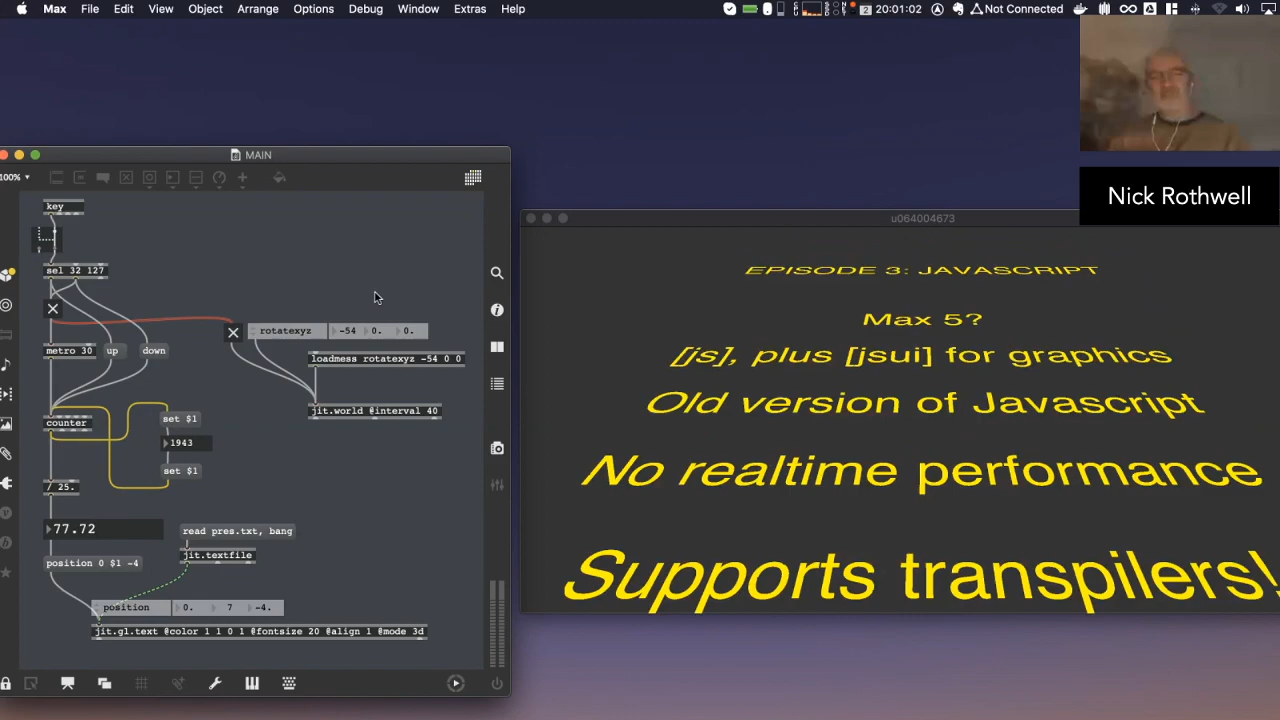 Max File Edit View Object Arrange Options Debug Window Extras Help
2 20:01:02 Not Connected
Nick Rothwell
MAIN
100%
key
sel 32 127
rotatexyz -54 0. 0.
metro 30 up down
loadmess rotatexyz -54 0 0
jit.world @interval 40
set $1
counter
1943
set $1
/ 25.
77.72
read pres.txt, bang
jit.textfile
position 0 $1 -4
position 0. 7 -4.
jit.gl.text @color 1 1 0 1 @fontsize 20 @align 1 @mode 3d
u064004673
EPISODE 3: JAVASCRIPT
Max 5?
[js], plus [jsui] for graphics
Old version of Javascript
No realtime performance
Supports transpilers!